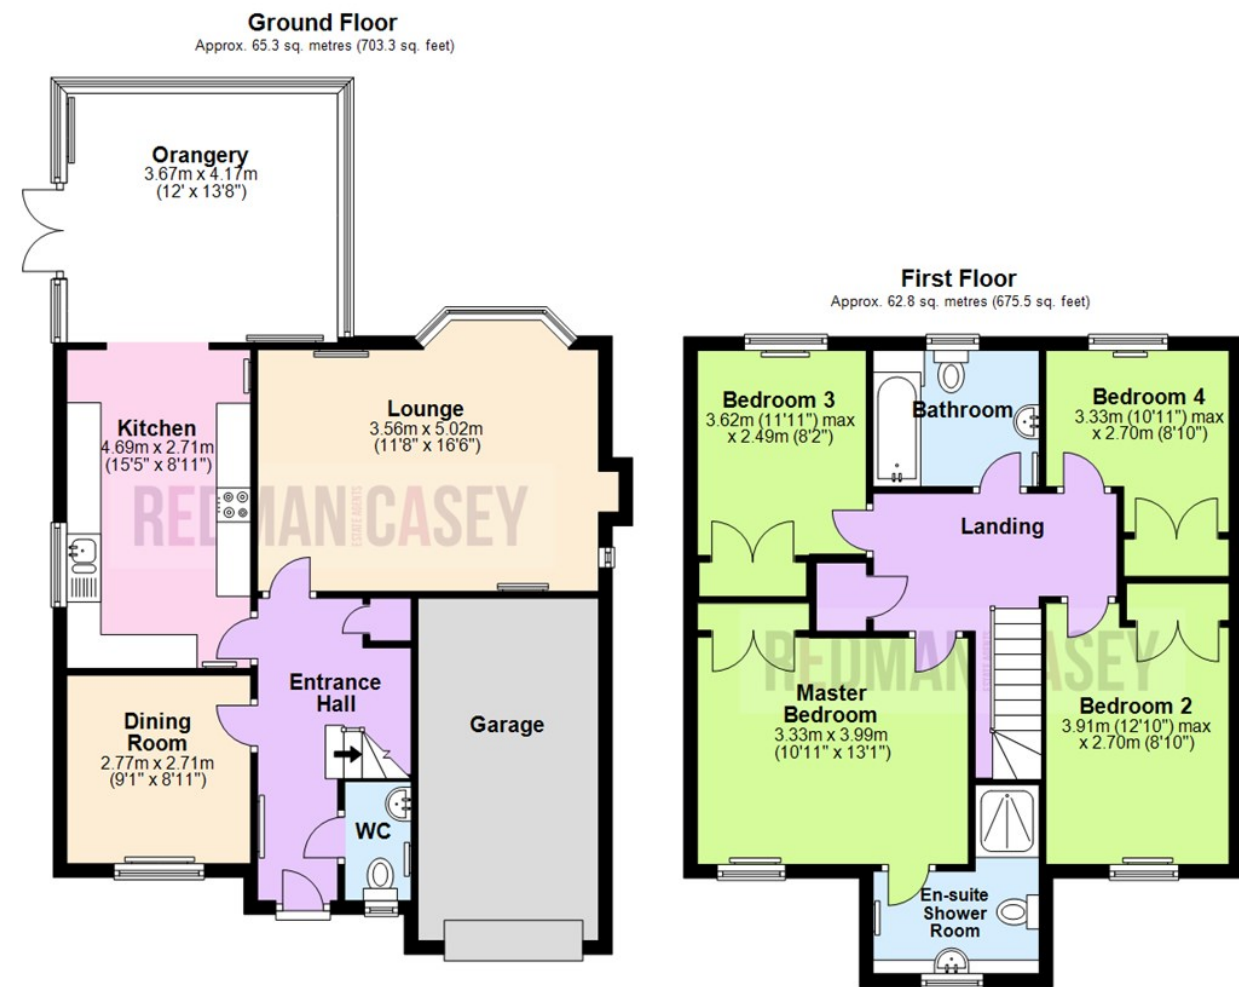 Ground Floor
Approx. 65.3 sq. metres (703.3 sq. feet)
Orangery
3.67m x 4.17m
(12' x 13'8")
Kitchen
4.69m x 2.71m
(15'5" x 8'11")
Lounge
3.56m x 5.02m
(11'8" x 16'6")
REDMAN CASEY
ESTATE AGENTS
Entrance
Hall
Dining
Room
2.77m x 2.71m
(9'1" x 8'11")
Garage
WC
First Floor
Approx. 62.8 sq. metres (675.5 sq. feet)
Bedroom 3
3.62m (11'11") max
x 2.49m (8'2")
Bathroom
Bedroom 4
3.33m (10'11") max
x 2.70m (8'10")
Landing
REDMAN CASEY
ESTATE AGENTS
Master
Bedroom
3.33m x 3.99m
(10'11" x 13'1")
Bedroom 2
3.91m (12'10") max
x 2.70m (8'10")
En-suite
Shower
Room